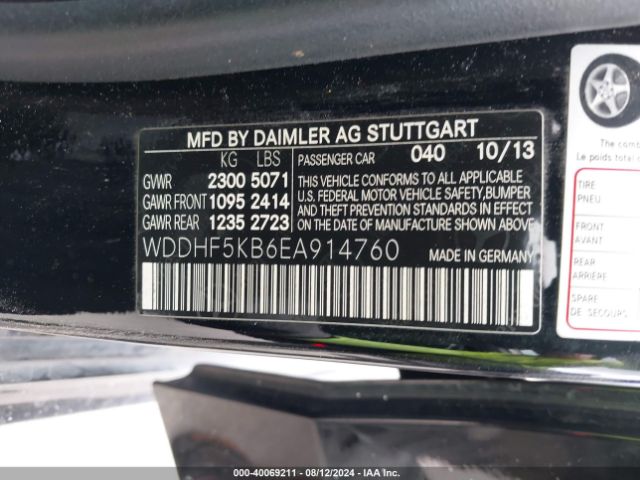 MFD BY DAIMLER AG STUTTGART
KG LBS
GVWR 2300 5071
GAWR FRONT 1095 2414
GAWR REAR 1235 2723
PASSENGER CAR 040 10/13
THIS VEHICLE CONFORMS TO ALL APPLICABLE
U.S. FEDERAL MOTOR VEHICLE SAFETY,BUMPER
AND THEFT PREVENTION STANDARDS IN EFFECT
ON THE DATE OF MANUFACTURE SHOWN ABOVE
WDDHF5KB6EA914760 MADE IN GERMANY
Le poids total
TIRE
PNEU
FRONT
AVANT
REAR
ARRIÈRE
SPARE
DE SECOURS
000-40069211 - 08/12/2024 - IAA Inc.